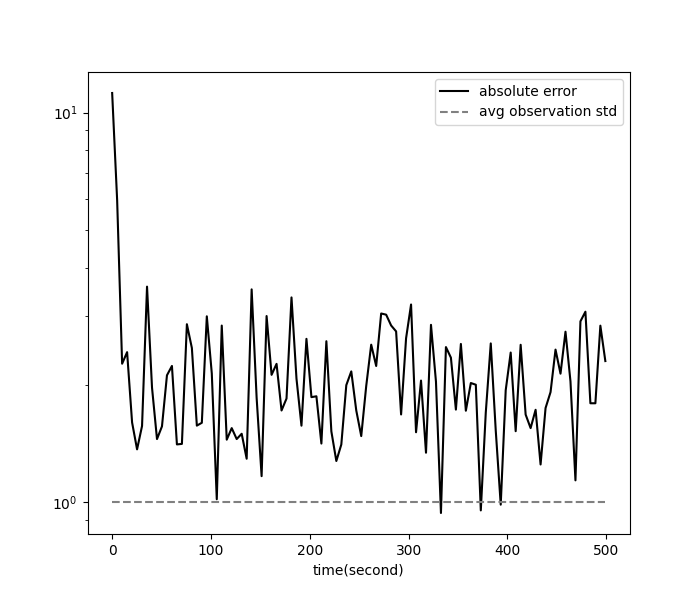 absolute error
avg observation std
10¹
10⁰
0 100 200 300 400 500
time(second)